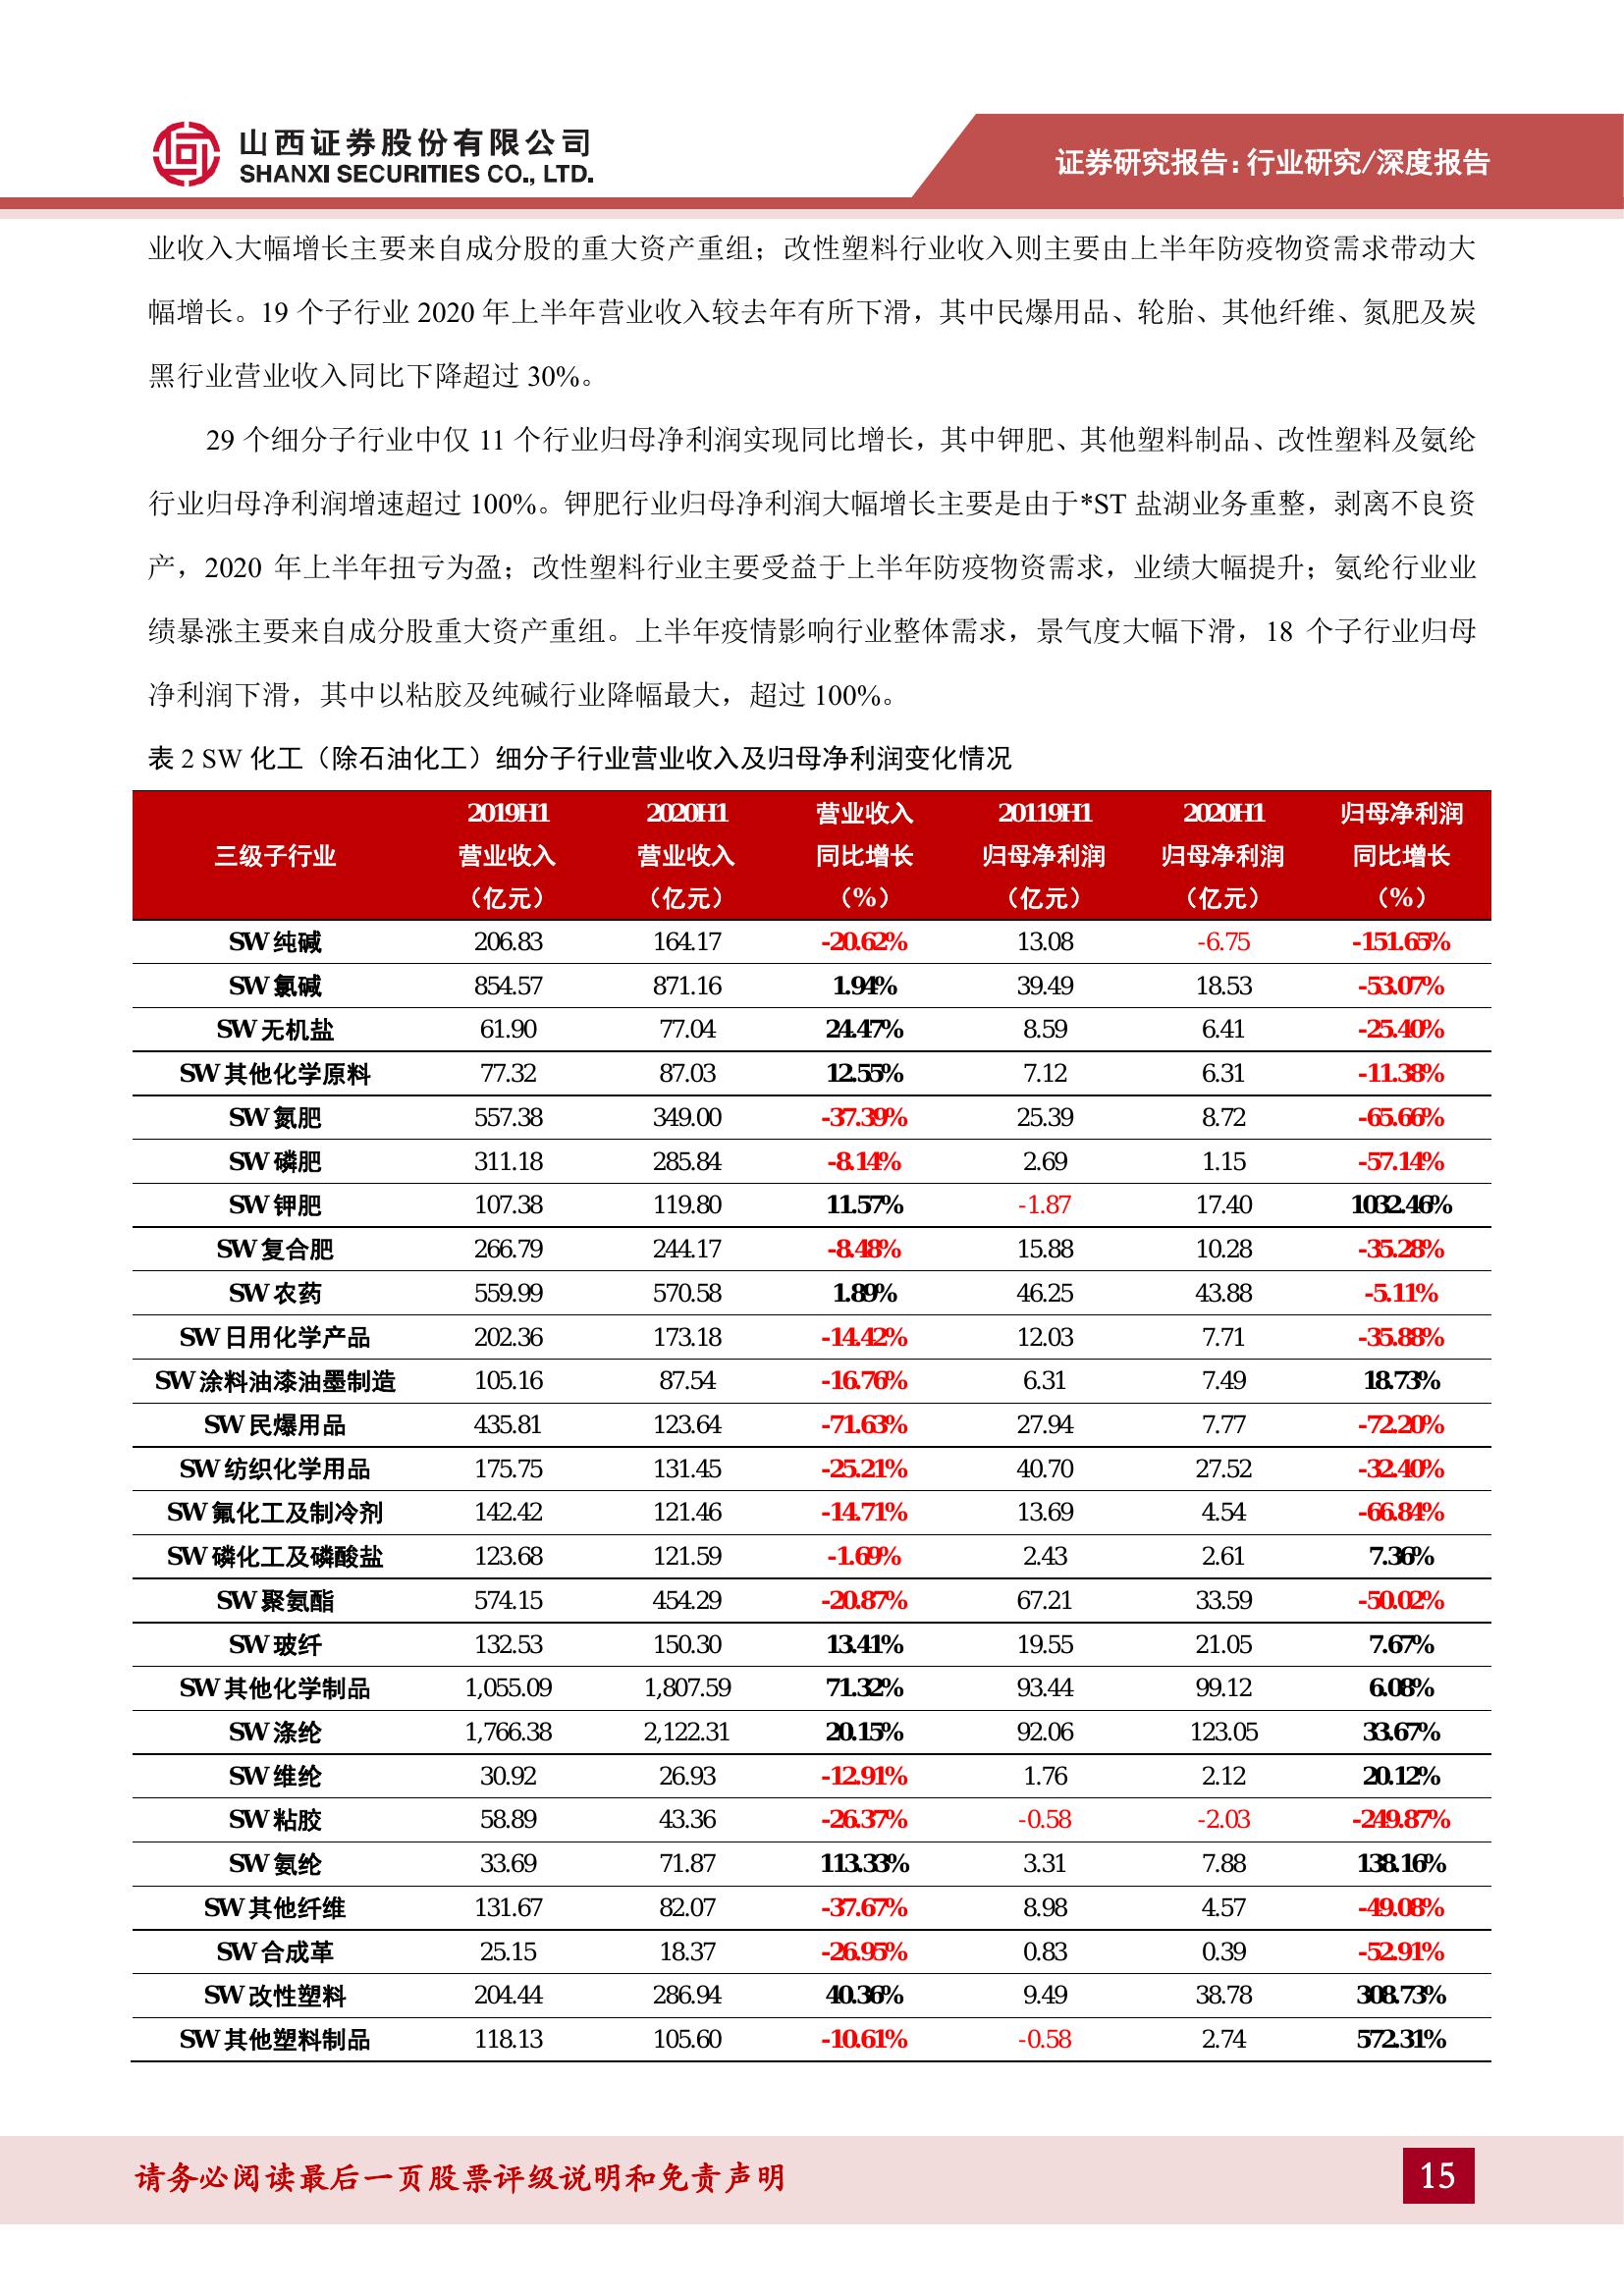 山西证券股份有限公司
SHANXI SECURITIES CO., LTD.
证券研究报告：行业研究/深度报告
业收入大幅增长主要来自成分股的重大资产重组；改性塑料行业收入则主要由上半年防疫物资需求带动大
幅增长。19 个子行业 2020 年上半年营业收入较去年有所下滑，其中民爆用品、轮胎、其他纤维、氮肥及炭
黑行业营业收入同比下降超过 30%。
29 个细分子行业中仅 11 个行业归母净利润实现同比增长，其中钾肥、其他塑料制品、改性塑料及氨纶
行业归母净利润增速超过 100%。钾肥行业归母净利润大幅增长主要是由于*ST 盐湖业务重整，剥离不良资
产，2020 年上半年扭亏为盈；改性塑料行业主要受益于上半年防疫物资需求，业绩大幅提升；氨纶行业业
绩暴涨主要来自成分股重大资产重组。上半年疫情影响行业整体需求，景气度大幅下滑，18 个子行业归母
净利润下滑，其中以粘胶及纯碱行业降幅最大，超过 100%。
表 2 SW 化工（除石油化工）细分子行业营业收入及归母净利润变化情况
2019H1 2020H1 营业收入 20119H1 2020H1 归母净利润
三级子行业 营业收入 营业收入 同比增长 归母净利润 归母净利润 同比增长
（亿元） （亿元） （%） （亿元） （亿元） （%）
SW 纯碱 206.83 164.17 -20.62% 13.08 -6.75 -151.65%
SW 氯碱 854.57 871.16 1.94% 39.49 18.53 -53.07%
SW 无机盐 61.90 77.04 24.47% 8.59 6.41 -25.40%
SW 其他化学原料 77.32 87.03 12.55% 7.12 6.31 -11.38%
SW 氮肥 557.38 349.00 -37.39% 25.39 8.72 -65.66%
SW 磷肥 311.18 285.84 -8.14% 2.69 1.15 -57.14%
SW 钾肥 107.38 119.80 11.57% -1.87 17.40 1032.46%
SW 复合肥 266.79 244.17 -8.48% 15.88 10.28 -35.28%
SW 农药 559.99 570.58 1.89% 46.25 43.88 -5.11%
SW 日用化学产品 202.36 173.18 -14.42% 12.03 7.71 -35.88%
SW 涂料油漆油墨制造 105.16 87.54 -16.76% 6.31 7.49 18.73%
SW 民爆用品 435.81 123.64 -71.63% 27.94 7.77 -72.20%
SW 纺织化学用品 175.75 131.45 -25.21% 40.70 27.52 -32.40%
SW 氟化工及制冷剂 142.42 121.46 -14.71% 13.69 4.54 -66.84%
SW 磷化工及磷酸盐 123.68 121.59 -1.69% 2.43 2.61 7.36%
SW 聚氨酯 574.15 454.29 -20.87% 67.21 33.59 -50.02%
SW 玻纤 132.53 150.30 13.41% 19.55 21.05 7.67%
SW 其他化学制品 1,055.09 1,807.59 71.32% 93.44 99.12 6.08%
SW 涤纶 1,766.38 2,122.31 20.15% 92.06 123.05 33.67%
SW 维纶 30.92 26.93 -12.91% 1.76 2.12 20.12%
SW 粘胶 58.89 43.36 -26.37% -0.58 -2.03 -249.87%
SW 氨纶 33.69 71.87 113.33% 3.31 7.88 138.16%
SW 其他纤维 131.67 82.07 -37.67% 8.98 4.57 -49.08%
SW 合成革 25.15 18.37 -26.95% 0.83 0.39 -52.91%
SW 改性塑料 204.44 286.94 40.36% 9.49 38.78 308.73%
SW 其他塑料制品 118.13 105.60 -10.61% -0.58 2.74 572.31%
请务必阅读最后一页股票评级说明和免责声明
15